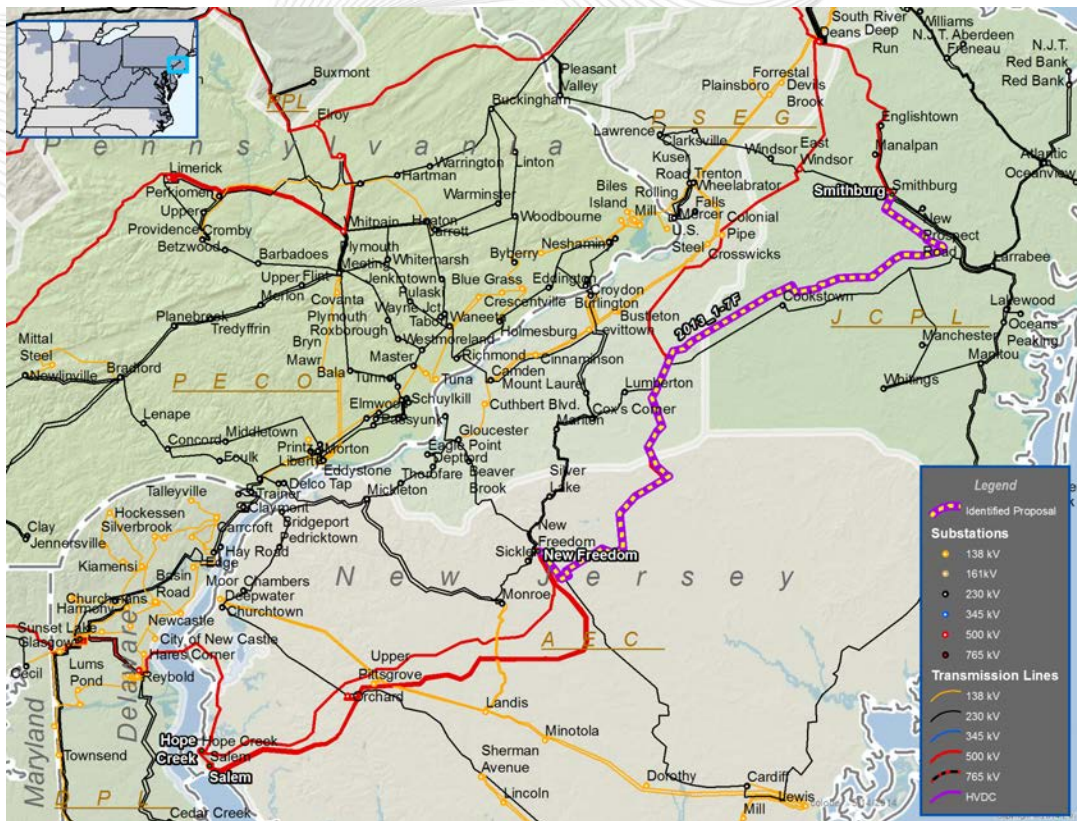 South River
Deans Deep
Run
Williams
N.J.T. Aberdeen
Freneau
N.J.T.
Red Bank
Red Bank
Buxmont
PPL
Elroy
Pleasant
Valley
Buckingham
Forrestal
Plainsboro
Devils
Brook
P S E G
Lawrence
Clarksville
Windsor
East
Windsor
Englishtown
Manalpan
Atlantic
Oceanview
Pennsylvania
Limerick
Perkiomen
Upper
Providence
Cromby
Betzwood
Warrington
Hartman
Linton
Warminster
Kuser
Road
Trenton
Wheelabrator
Falls
Biles
Island
Rolling
Mill
Mercer
U.S.
Steel
Colonial
Pipe
Crosswicks
Smithburg
Smithburg
New
Prospect
Road
Larrabee
Whitpain
Heaton
Jarrett
Woodbourne
Neshaminy
Byberry
Barbadoes
Plymouth
Meeting
Whitemarsh
Upper
Flint
Merion
Jenkintown
Blue Grass
Eddington
Croydon
Burlington
Pulaski
Crescentville
Covanta
Plymouth
Wayne Jct
Roxborough
Tabor
Waneeta
Holmesburg
Levittown
Bustleton
2013_1-7F
Cookstown
J C P L
Lakewood
Oceans
Peaking
Manchester
Manitou
Whitings
Planebrook
Tredyffrin
Bryn
Mawr
Westmoreland
Master
Richmond
Cinnaminson
Mittal
Steel
Newlinville
Bradford
P E C O
Bala
Tunnel
Tuna
Camden
Mount Laurel
Lumberton
Schuylkill
Elmwood
Passyunk
Cuthbert Blvd.
Cox's Corner
Marlton
Lenape
Concord
Middletown
Foulk
Printz
Morton
Liberty
Eddystone
Gloucester
Eagle Point
Deptford
Thorofare
Beaver
Brook
Silver
Lake
Delco Tap
Mickleton
Talleyville
Trainer
Claymont
Hockessin
Silverbrook
Carrcroft
Bridgeport
Pedricktown
Clay
Jennersville
Kiamensi
Edge
Hay Road
Basin
Road
New
Freedom
Sickler
New Freedom
New Jersey
Moor Chambers
Deepwater
Churchtown
Monroe
Churchmans
Harmony
Newcastle
City of New Castle
Sunset Lake
Glasgow
Hares Corner
Reybold
Cecil
Lums
Pond
Delaware
Maryland
A E C
Upper
Pittsgrove
Orchard
Landis
Minotola
Hope
Creek
Hope Creek
Salem
Salem
Townsend
D P L
Cedar Creek
Sherman
Avenue
Lincoln
Dorothy
Cardiff
Lewis
Mill
Legend
Identified Proposal
Substations
138 kV
161kV
230 kV
345 kV
500 kV
765 kV
Transmission Lines
138 kV
230 kV
345 kV
500 kV
765 kV
HVDC